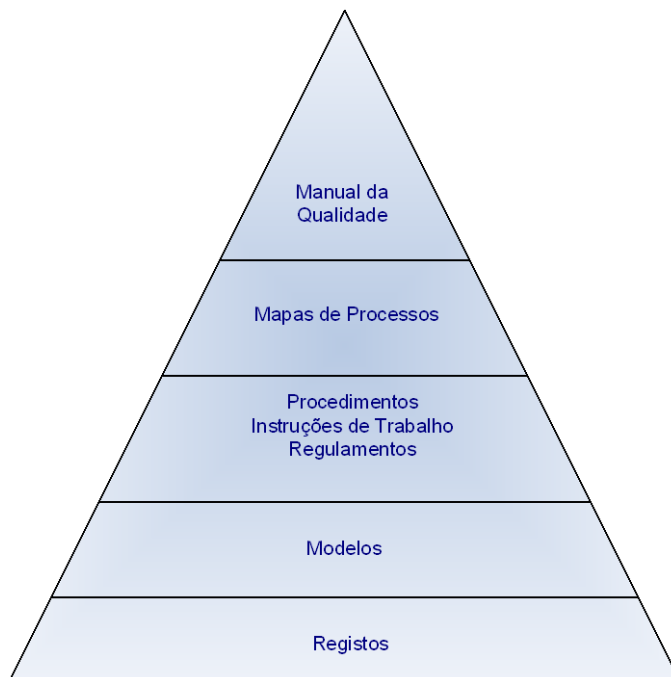 Manual da
Qualidade
Mapas de Processos
Procedimentos
Instruções de Trabalho
Regulamentos
Modelos
Registos